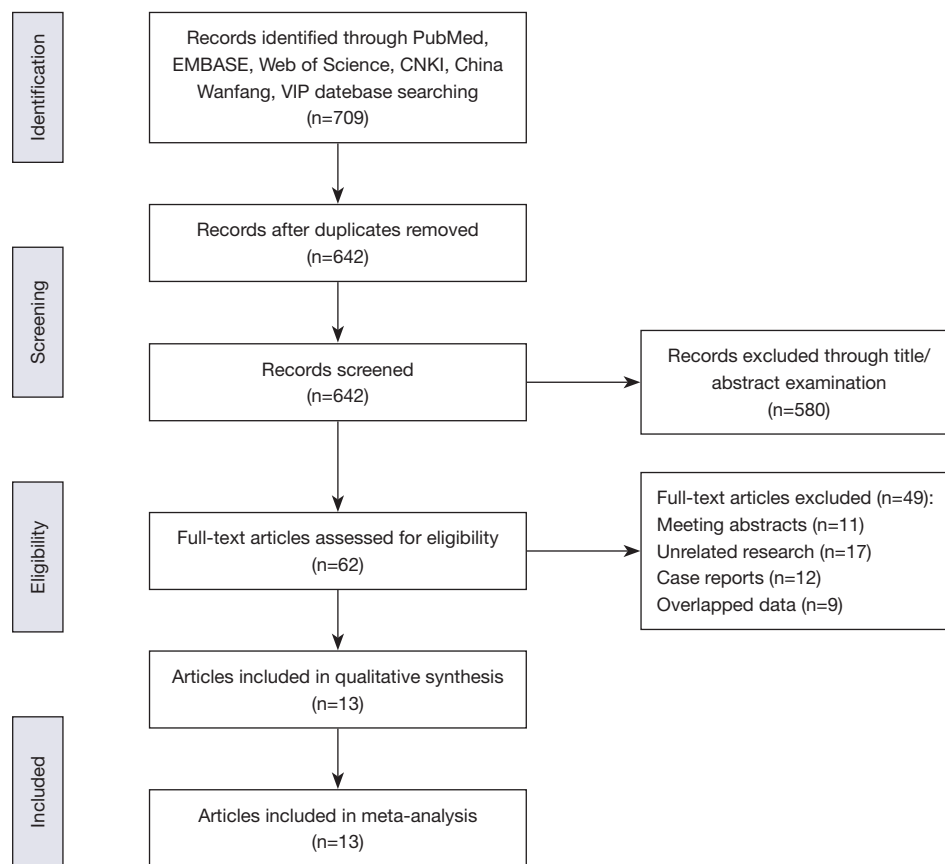 Identification
Records identified through PubMed,
EMBASE, Web of Science, CNKI, China
Wanfang, VIP datebase searching
(n=709)
Screening
Records after duplicates removed
(n=642)
Records screened
(n=642)
Records excluded through title/
abstract examination
(n=580)
Eligibility
Full-text articles assessed for eligibility
(n=62)
Full-text articles excluded (n=49):
Meeting abstracts (n=11)
Unrelated research (n=17)
Case reports (n=12)
Overlapped data (n=9)
Articles included in qualitative synthesis
(n=13)
Included
Articles included in meta-analysis
(n=13)